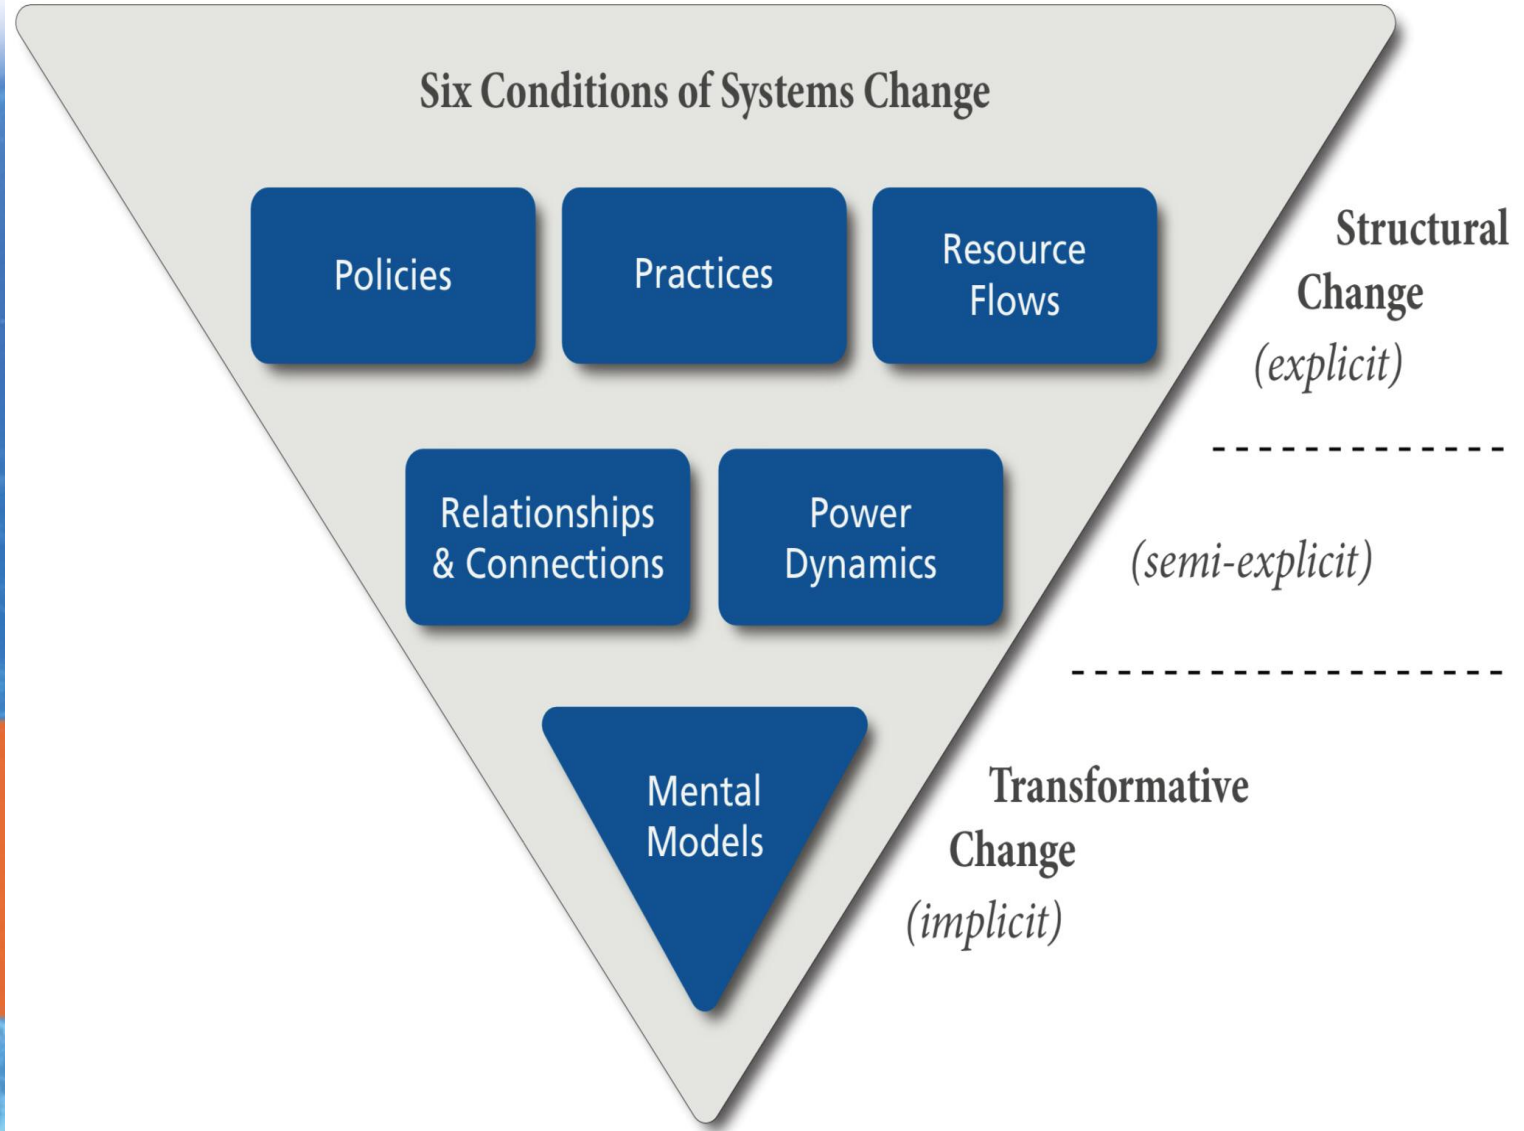 Six Conditions of Systems Change
Policies
Practices
Resource
Flows
Structural
Change
(explicit)
Relationships
& Connections
Power
Dynamics
(semi-explicit)
Mental
Models
Transformative
Change
(implicit)